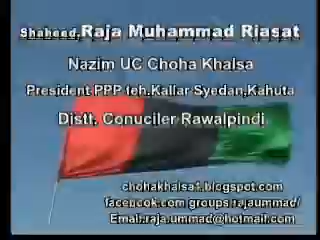 Shaheed,Raja Muhammad Riasat
Nazim UC Choha Khalsa
President PPP teh.Kallar Syedan,Kahuta
Distt. Conuciler Rawalpindi
chohakhalsa1.blogspot.com
facebook.com groups rajaummad/
Email:raja.ummad@hotmail.com